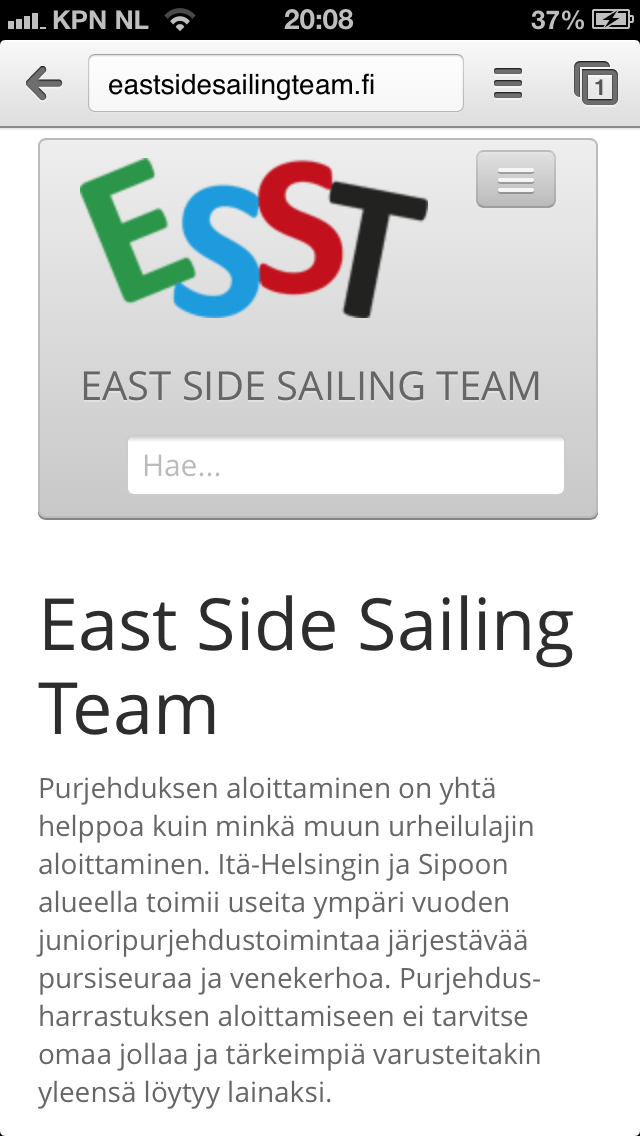 KPN NL 20:08 37%
eastsidesailingteam.fi 1
ESST
EAST SIDE SAILING TEAM
Hae...
East Side Sailing
Team
Purjehduksen aloittaminen on yhtä
helppoa kuin minkä muun urheilulajin
aloittaminen. Itä-Helsingin ja Sipoon
alueella toimii useita ympäri vuoden
junioripurjehdustoimintaa järjestävää
pursiseuraa ja venekerhoa. Purjehdus-
harrastuksen aloittamiseen ei tarvitse
omaa jollaa ja tärkeimpiä varusteitakin
yleensä löytyy lainaksi.